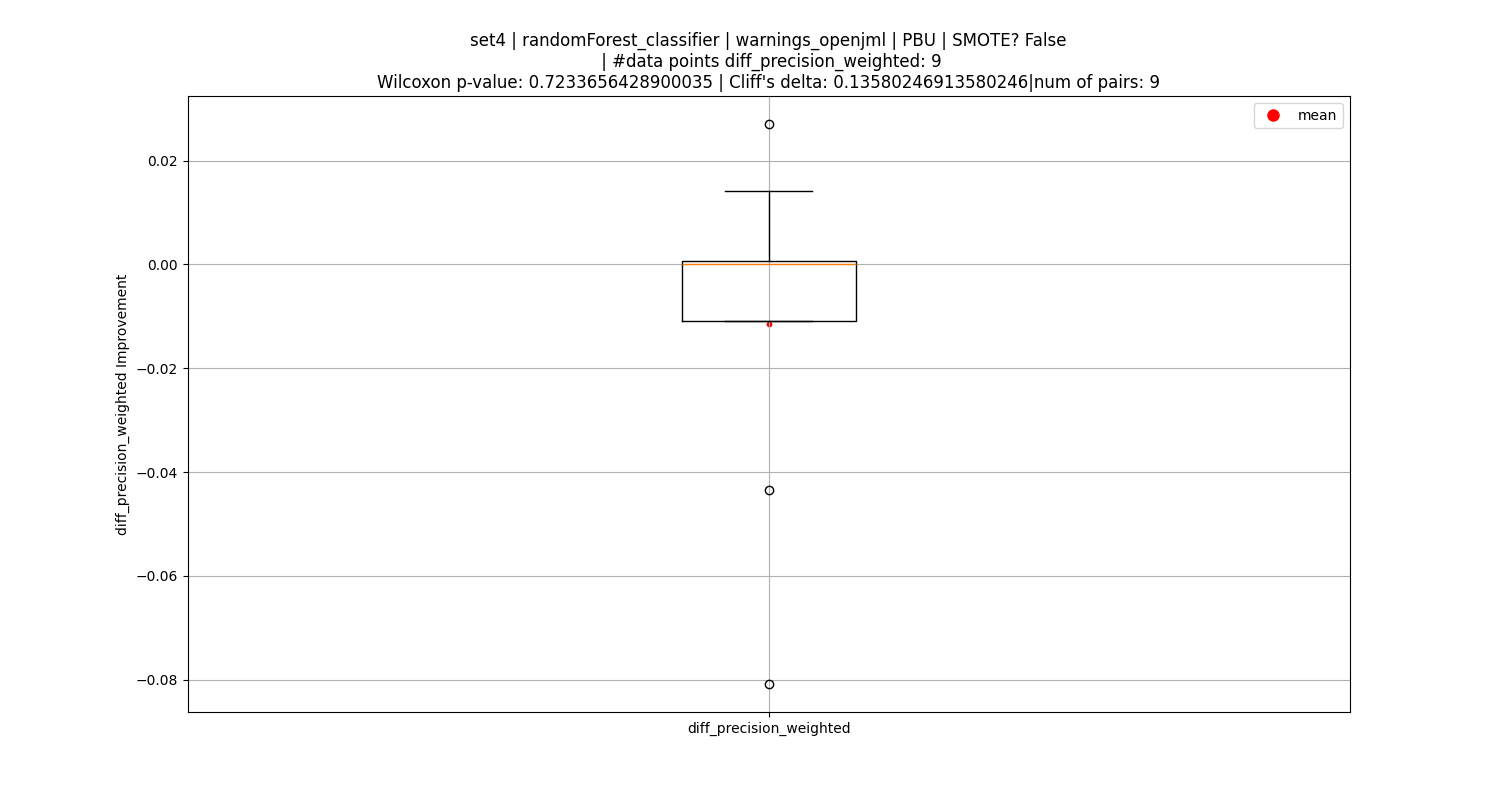 set4 | randomForest_classifier | warnings_openjml | PBU | SMOTE? False
| #data points diff_precision_weighted: 9
Wilcoxon p-value: 0.7233656428900035 | Cliff's delta: 0.13580246913580246|num of pairs: 9
mean
0.02
0.00
−0.02
−0.04
−0.06
−0.08
diff_precision_weighted Improvement
diff_precision_weighted